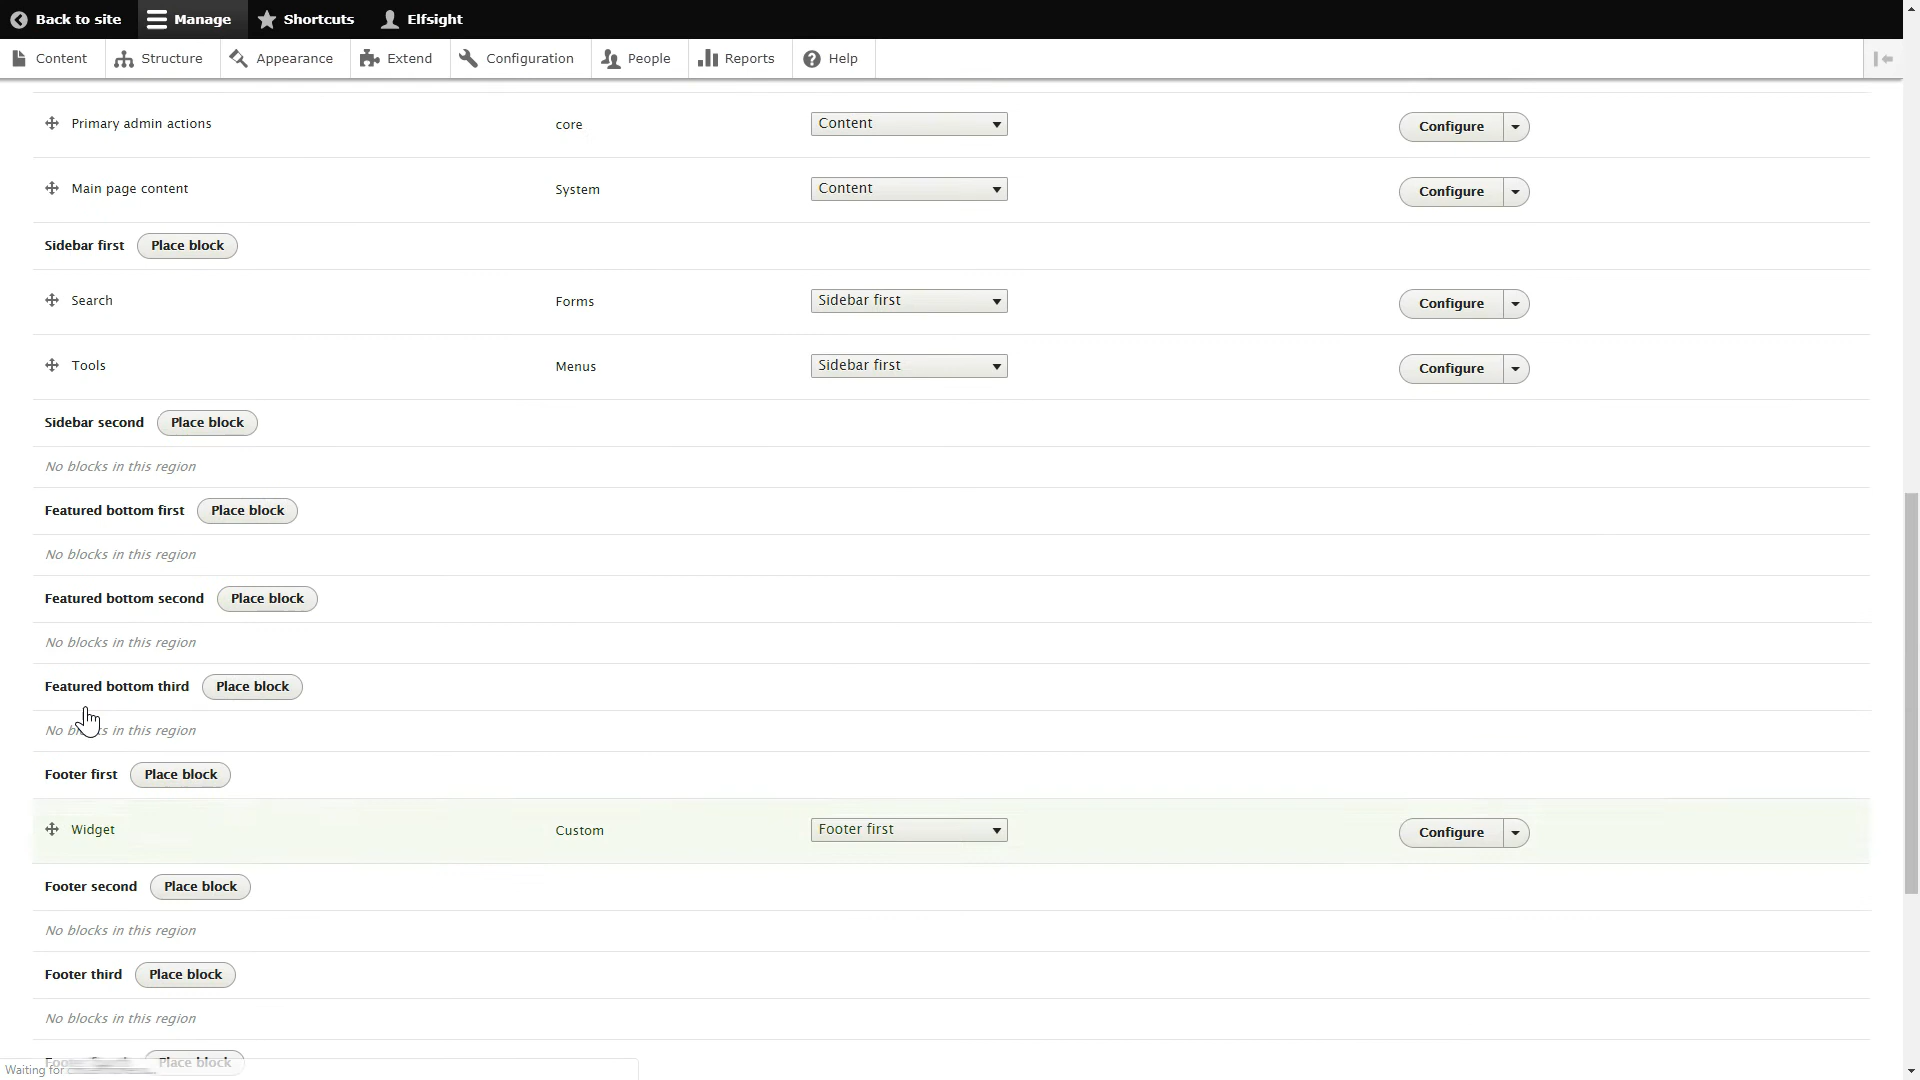 Back to site Manage Shortcuts Elfsight
Content Structure Appearance Extend Configuration People Reports Help
Primary admin actions core Content Configure
Main page content System Content Configure
Sidebar first Place block
Search Forms Sidebar first Configure
Tools Menus Sidebar first Configure
Sidebar second Place block
No blocks in this region
Featured bottom first Place block
No blocks in this region
Featured bottom second Place block
No blocks in this region
Featured bottom third Place block
No blocks in this region
Footer first Place block
Widget Custom Footer first Configure
Footer second Place block
No blocks in this region
Footer third Place block
No blocks in this region
Place block
Waiting for